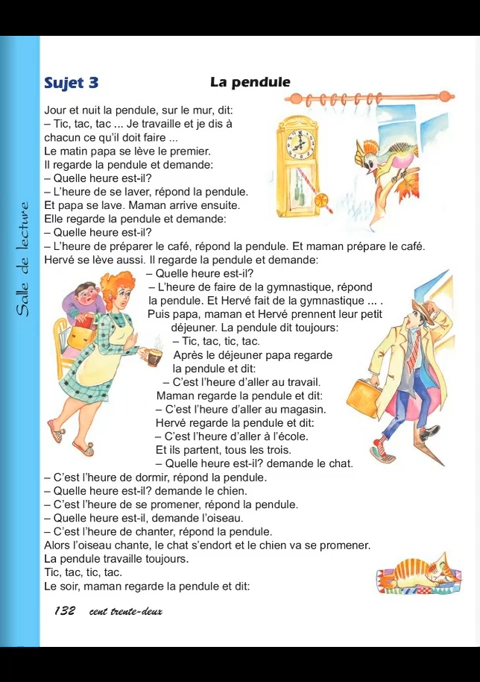 Sujet 3
La pendule
Jour et nuit la pendule, sur le mur, dit:
– Tic, tac, tac ... Je travaille et je dis à
chacun ce qu'il doit faire ...
Le matin papa se lève le premier.
Il regarde la pendule et demande:
– Quelle heure est-il?
– L'heure de se laver, répond la pendule.
Et papa se lave. Maman arrive ensuite.
Elle regarde la pendule et demande:
– Quelle heure est-il?
– L'heure de préparer le café, répond la pendule. Et maman prépare le café.
Hervé se lève aussi. Il regarde la pendule et demande:
– Quelle heure est-il?
– L'heure de faire de la gymnastique, répond
la pendule. Et Hervé fait de la gymnastique ... .
Puis papa, maman et Hervé prennent leur petit
déjeuner. La pendule dit toujours:
– Tic, tac, tic, tac.
Après le déjeuner papa regarde
la pendule et dit:
– C'est l'heure d'aller au travail.
Maman regarde la pendule et dit:
– C'est l'heure d'aller au magasin.
Hervé regarde la pendule et dit:
– C'est l'heure d'aller à l'école.
Et ils partent, tous les trois.
– Quelle heure est-il? demande le chat.
– C'est l'heure de dormir, répond la pendule.
– Quelle heure est-il? demande le chien.
– C'est l'heure de se promener, répond la pendule.
– Quelle heure est-il, demande l'oiseau.
– C'est l'heure de chanter, répond la pendule.
Alors l'oiseau chante, le chat s'endort et le chien va se promener.
La pendule travaille toujours.
Tic, tac, tic, tac.
Le soir, maman regarde la pendule et dit:
132 cent trente-deux
Sale de lecture